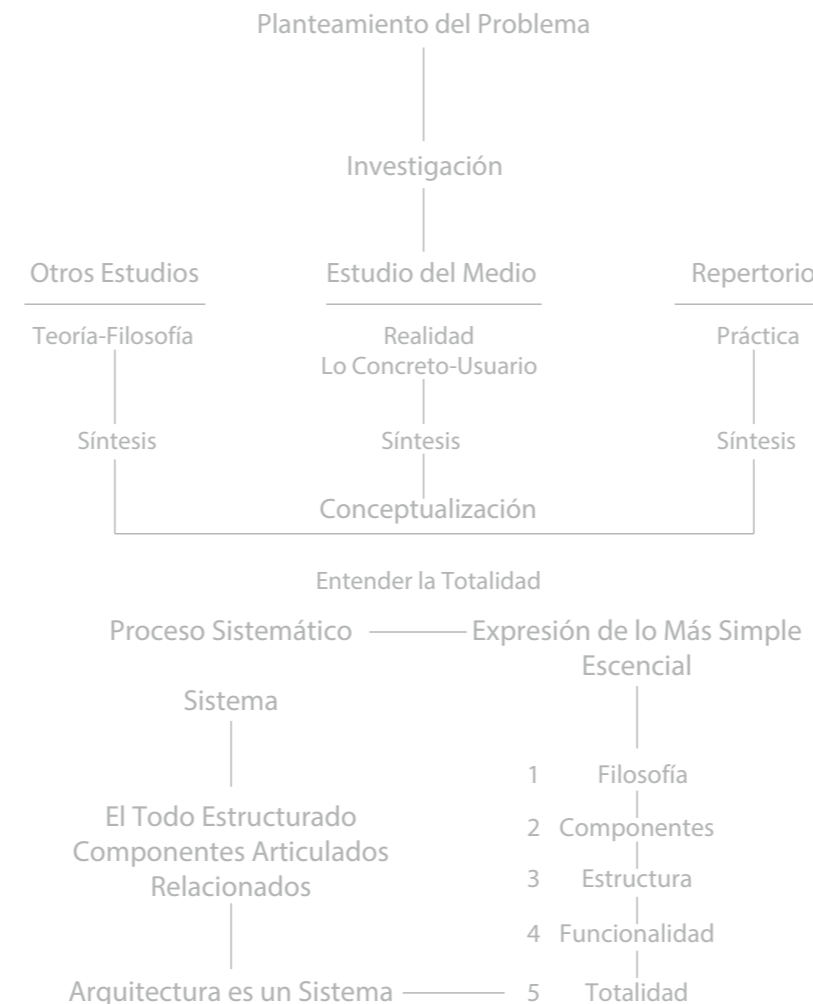 Planteamiento del Problema
Investigación
Otros Estudios
Estudio del Medio
Repertorio
Teoría-Filosofía
Realidad
Práctica
Lo Concreto-Usuario
Síntesis
Síntesis
Síntesis
Conceptualización
Entender la Totalidad
Proceso Sistemático
Expresión de lo Más Simple
Escencial
Sistema
1 Filosofía
El Todo Estructurado
2 Componentes
Componentes Articulados
3 Estructura
Relacionados
4 Funcionalidad
Arquitectura es un Sistema
5 Totalidad